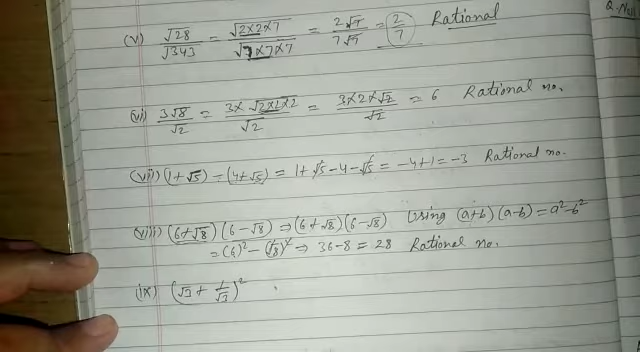 Q. No
(v) √28/√343 = √2×2×7/√7×7×7 = 2√7/7√7 = 2/7 Rational
(vi) 3√8/√2 = 3×√2×2×2/√2 = 3×2×√2/√2 = 6 Rational no.
(vii) (1+√5) - (4+√5) = 1+√5-4-√5 = -4+1 = -3 Rational no.
(viii) (6+√8)(6-√8) ⇒ (6+√8)(6-√8) Using (a+b)(a-b) = a²-b²
= (6)² - (√8)² ⇒ 36-8 = 28 Rational no.
(ix) (√3 + 1/√3)²